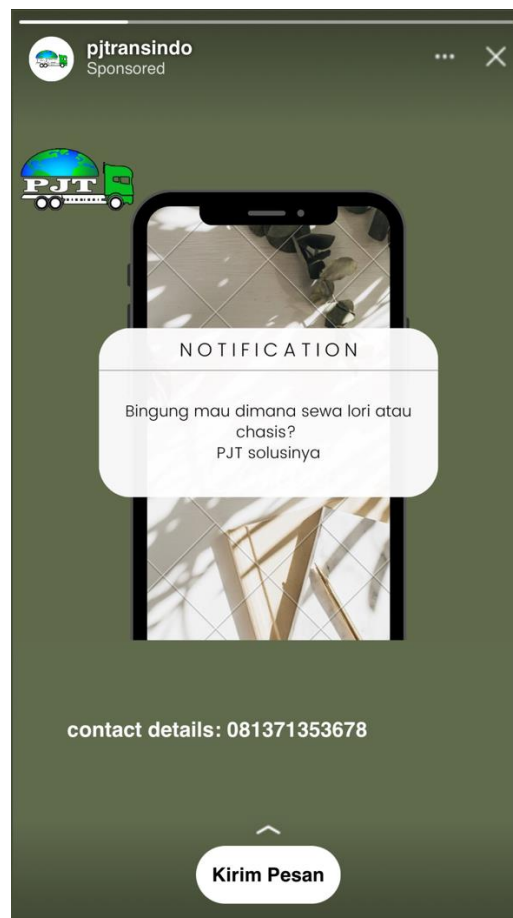 pjtransindo
Sponsored
PJT
NOTIFICATION
Bingung mau dimana sewa lori atau
chasis?
PJT solusinya
contact details: 081371353678
Kirim Pesan